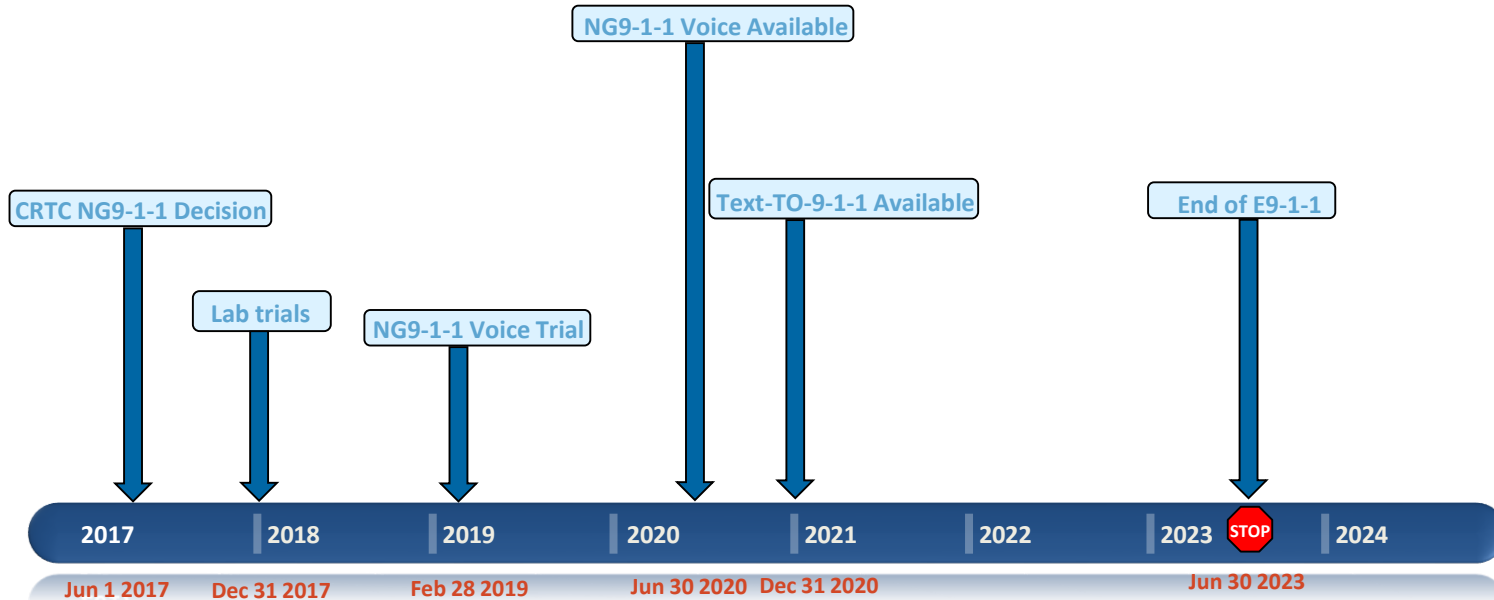 NG9-1-1 Voice Available
CRTC NG9-1-1 Decision
Text-TO-9-1-1 Available
End of E9-1-1
Lab trials
NG9-1-1 Voice Trial
2017
2018
2019
2020
2021
2022
2023
STOP
2024
Jun 1 2017
Dec 31 2017
Feb 28 2019
Jun 30 2020
Dec 31 2020
Jun 30 2023